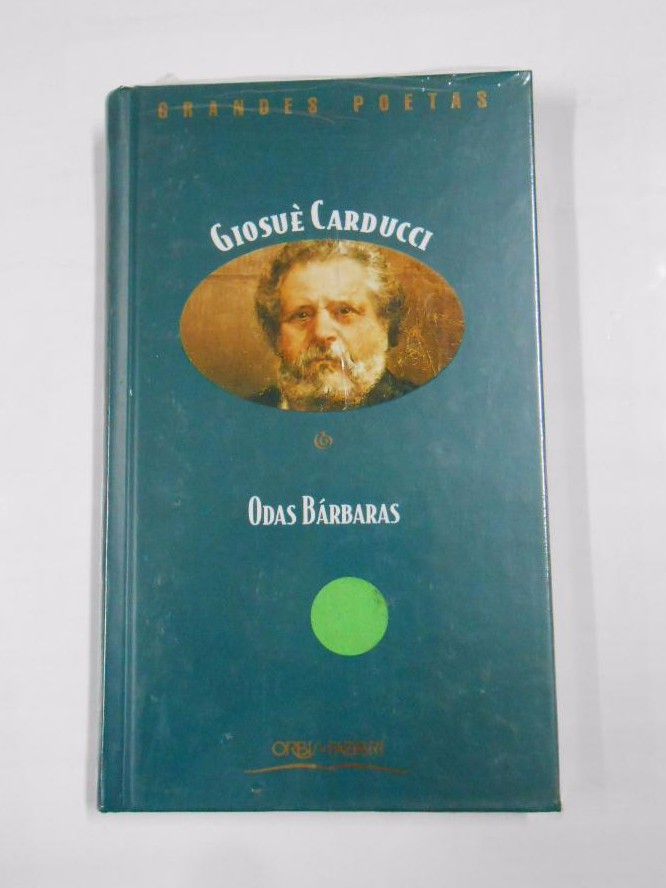 GRANDES POETAS
GIOSUÈ CARDUCCI
ODAS BÁRBARAS
ORBIS•FABBRI